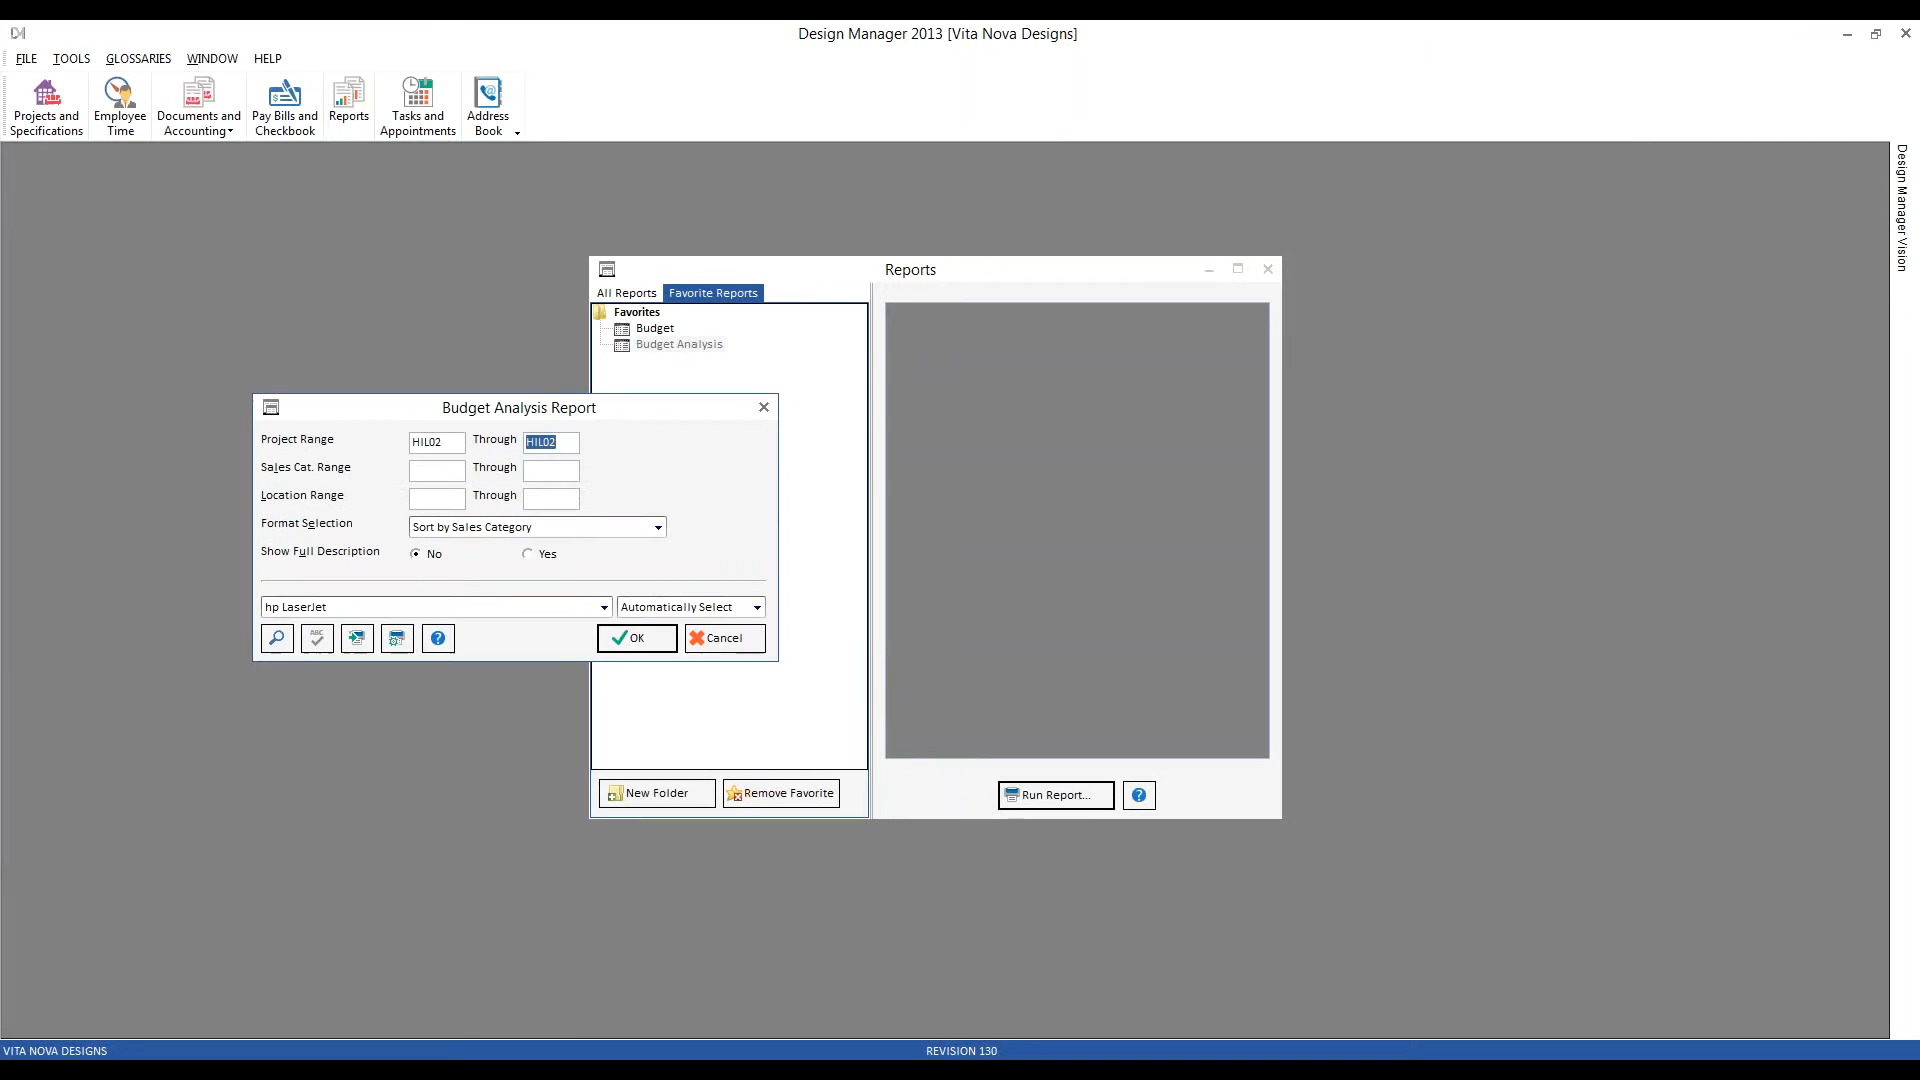 Design Manager 2013 [Vita Nova Designs]
FILE TOOLS GLOSSARIES WINDOW HELP
Projects and Specifications
Employee Time
Documents and Accounting
Pay Bills and Checkbook
Reports
Tasks and Appointments
Address Book
Design Manager Vision
Reports
All Reports Favorite Reports
Favorites
Budget
Budget Analysis
Budget Analysis Report
Project Range HIL02 Through HIL02
Sales Cat. Range Through
Location Range Through
Format Selection Sort by Sales Category
Show Full Description No Yes
hp LaserJet Automatically Select
ABC ? OK Cancel
New Folder Remove Favorite Run Report... ?
VITA NOVA DESIGNS REVISION 130